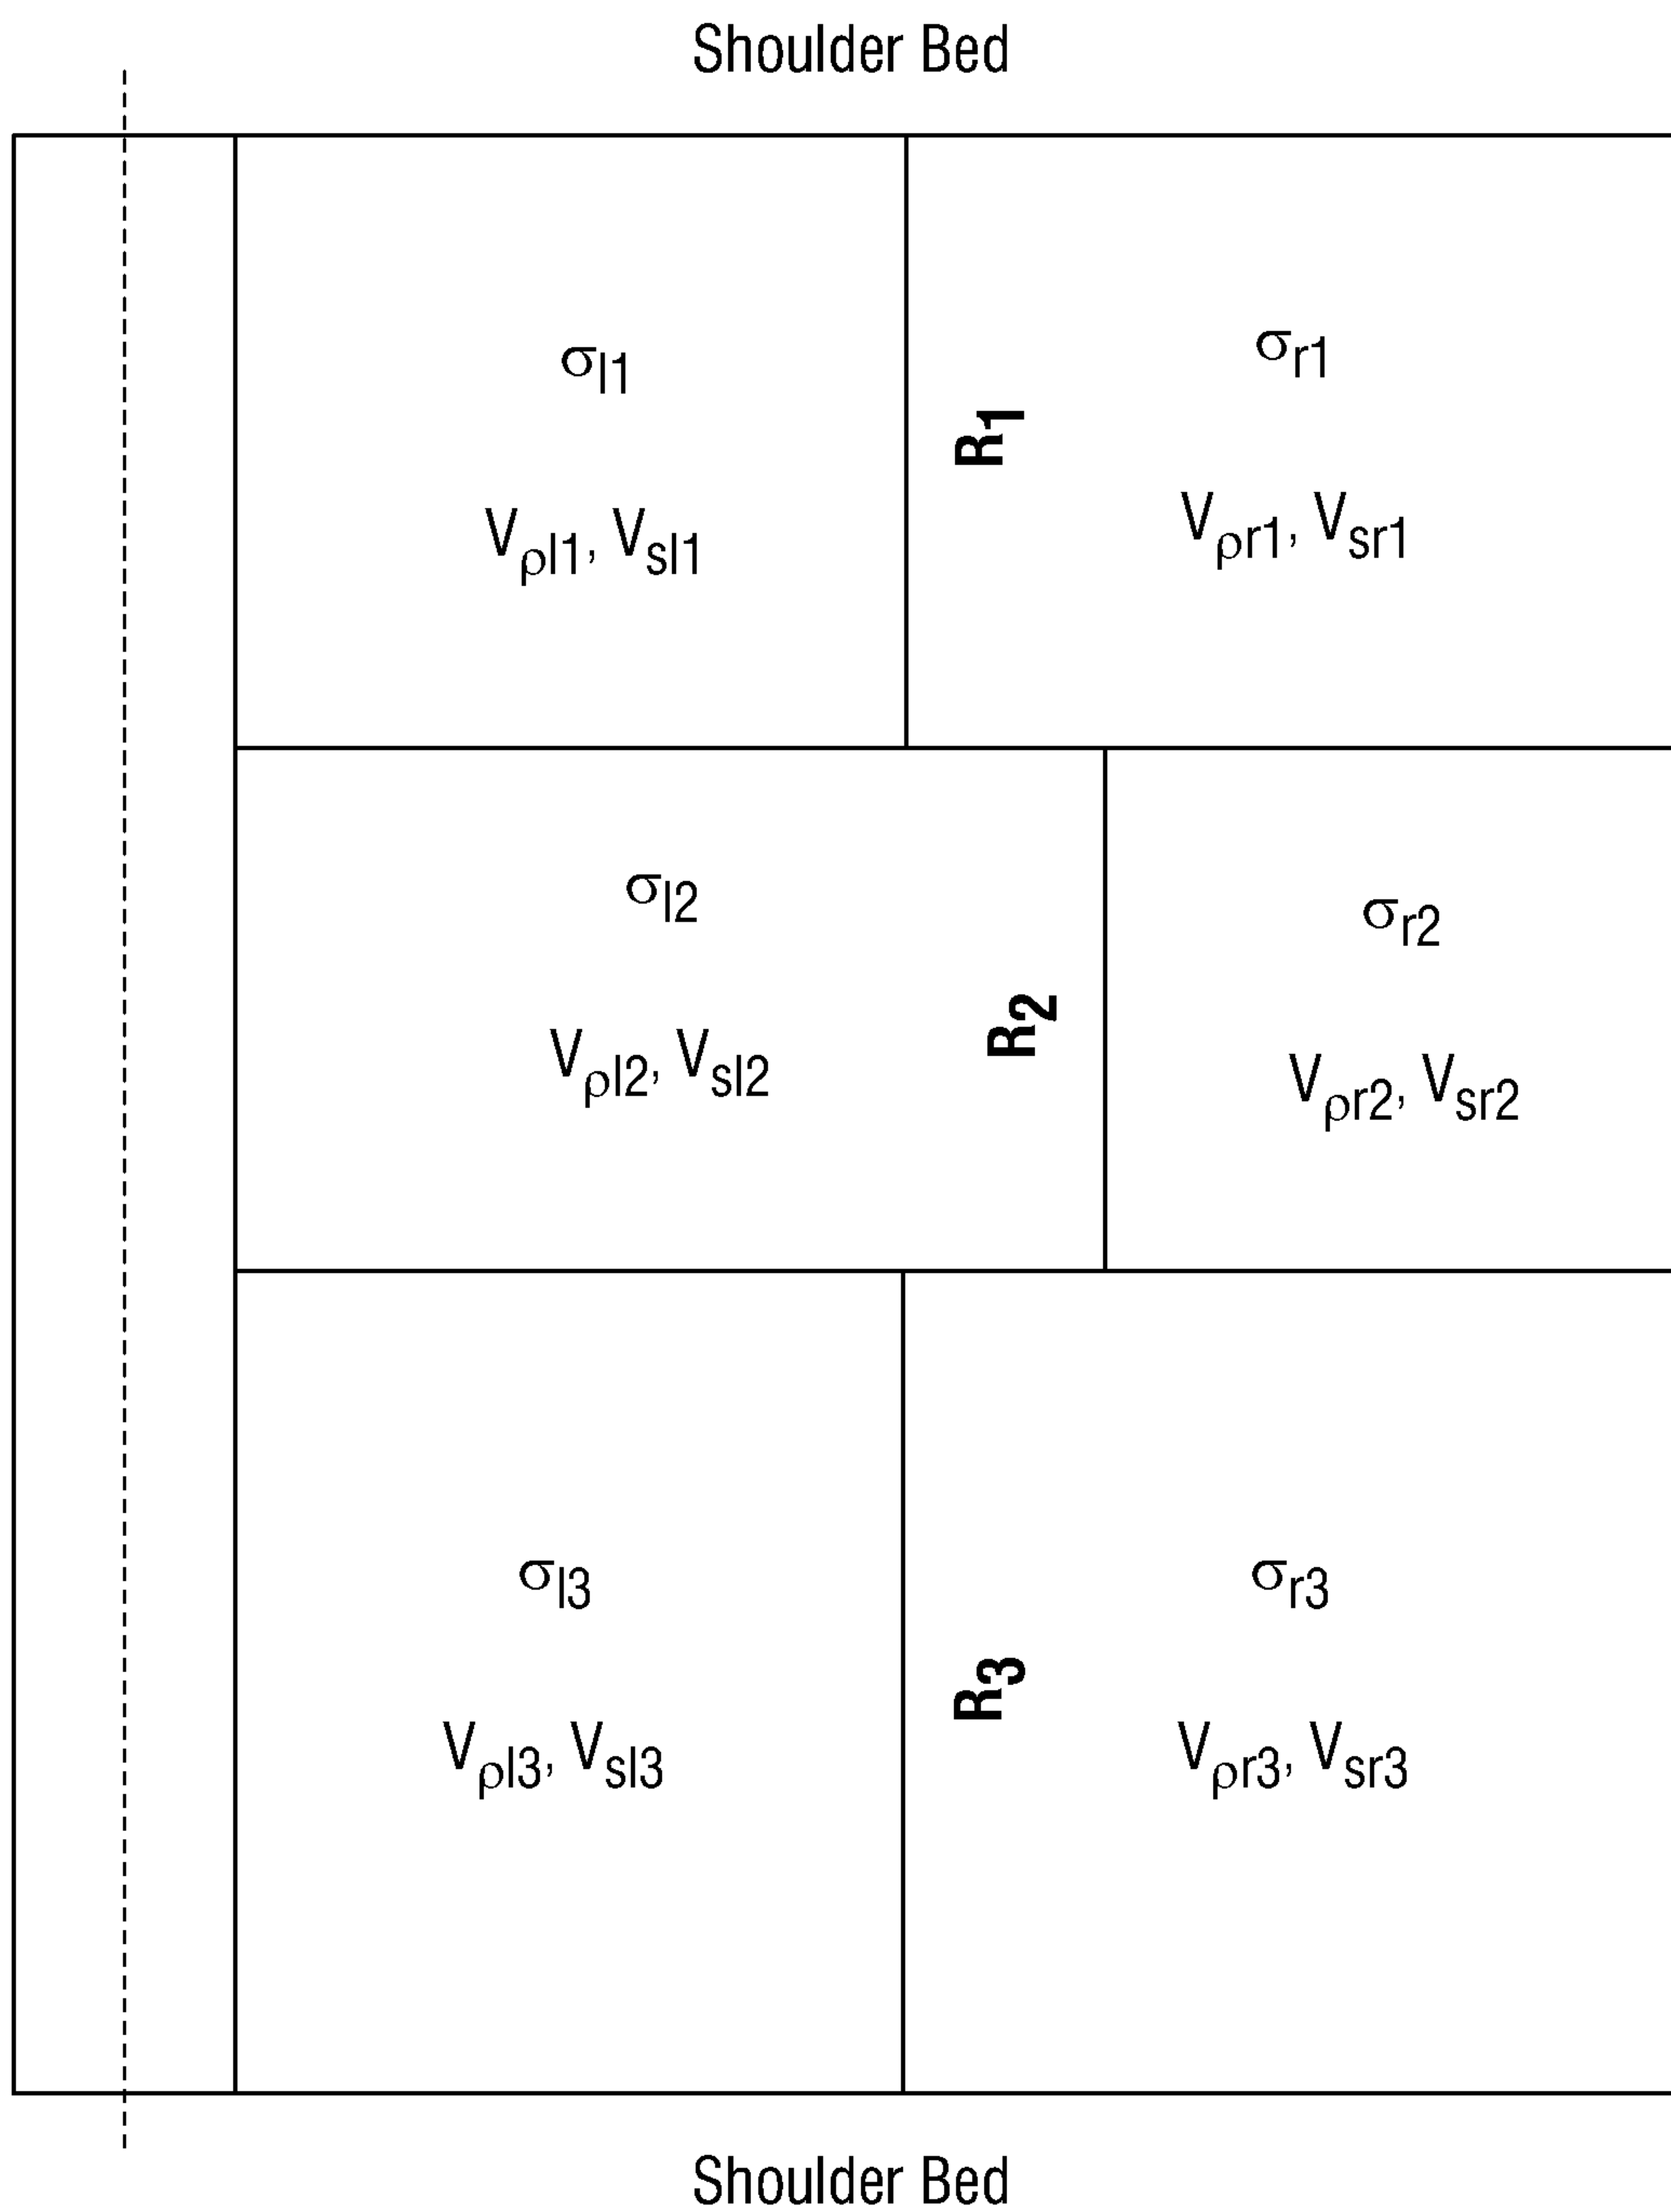 Shoulder Bed
σl1
σr1
R1
Vρl1, Vsl1
Vρr1, Vsr1
σl2
σr2
R2
Vρl2, Vsl2
Vρr2, Vsr2
σl3
σr3
R3
Vρl3, Vsl3
Vρr3, Vsr3
Shoulder Bed